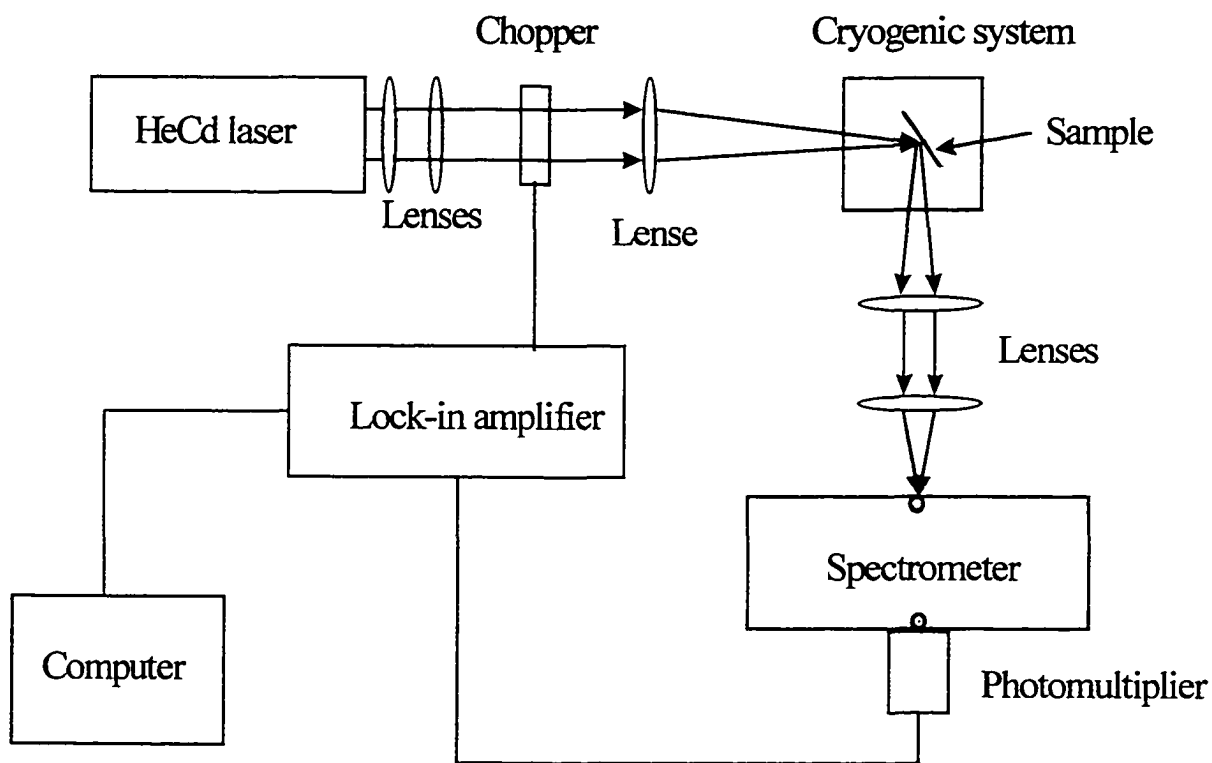 Chopper
Cryogenic system
HeCd laser
Sample
Lenses
Lense
Lenses
Lock-in amplifier
Spectrometer
Computer
Photomultiplier